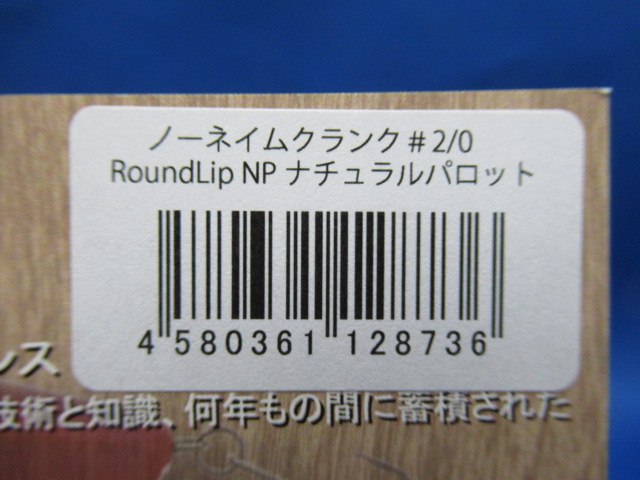 ノーネイムクランク#2/0
RoundLip NP ナチュラルパロット
4 580361 128736
ンス
技術と知識、何年もの間に蓄積された